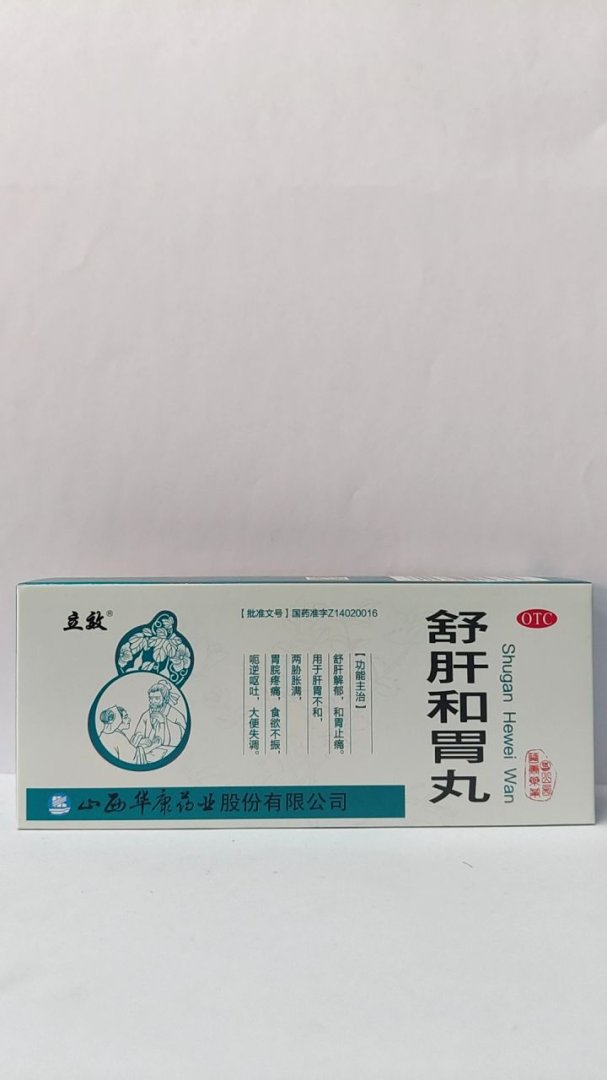 立效®
【批准文号】国药准字Z14020016
【功能主治】
舒肝解郁，和胃止痛。
用于肝胃不和，
两胁胀满，
胃脘疼痛，食欲不振，
呃逆呕吐，大便失调。
舒肝和胃丸
Shugan Hewei Wan
OTC
山西华康药业股份有限公司